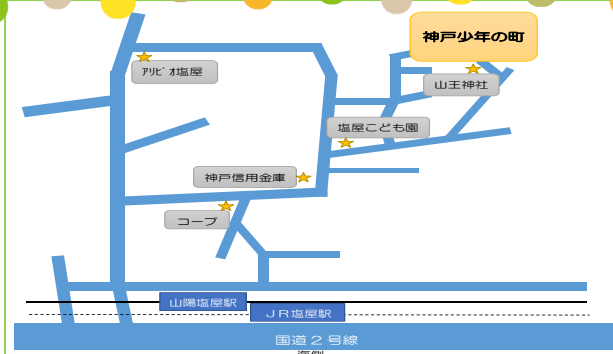 神戸少年の町
アリビオ塩屋
山王神社
塩屋こども園
神戸信用金庫
コープ
山陽塩屋駅
ＪＲ塩屋駅
国道２号線